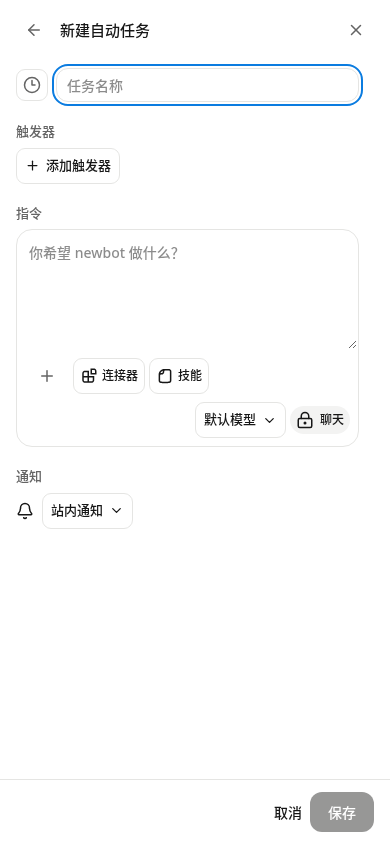 新建自动任务
任务名称
触发器
添加触发器
指令
你希望 newbot 做什么?
连接器 技能
默认模型 聊天
通知
站内通知
取消 保存